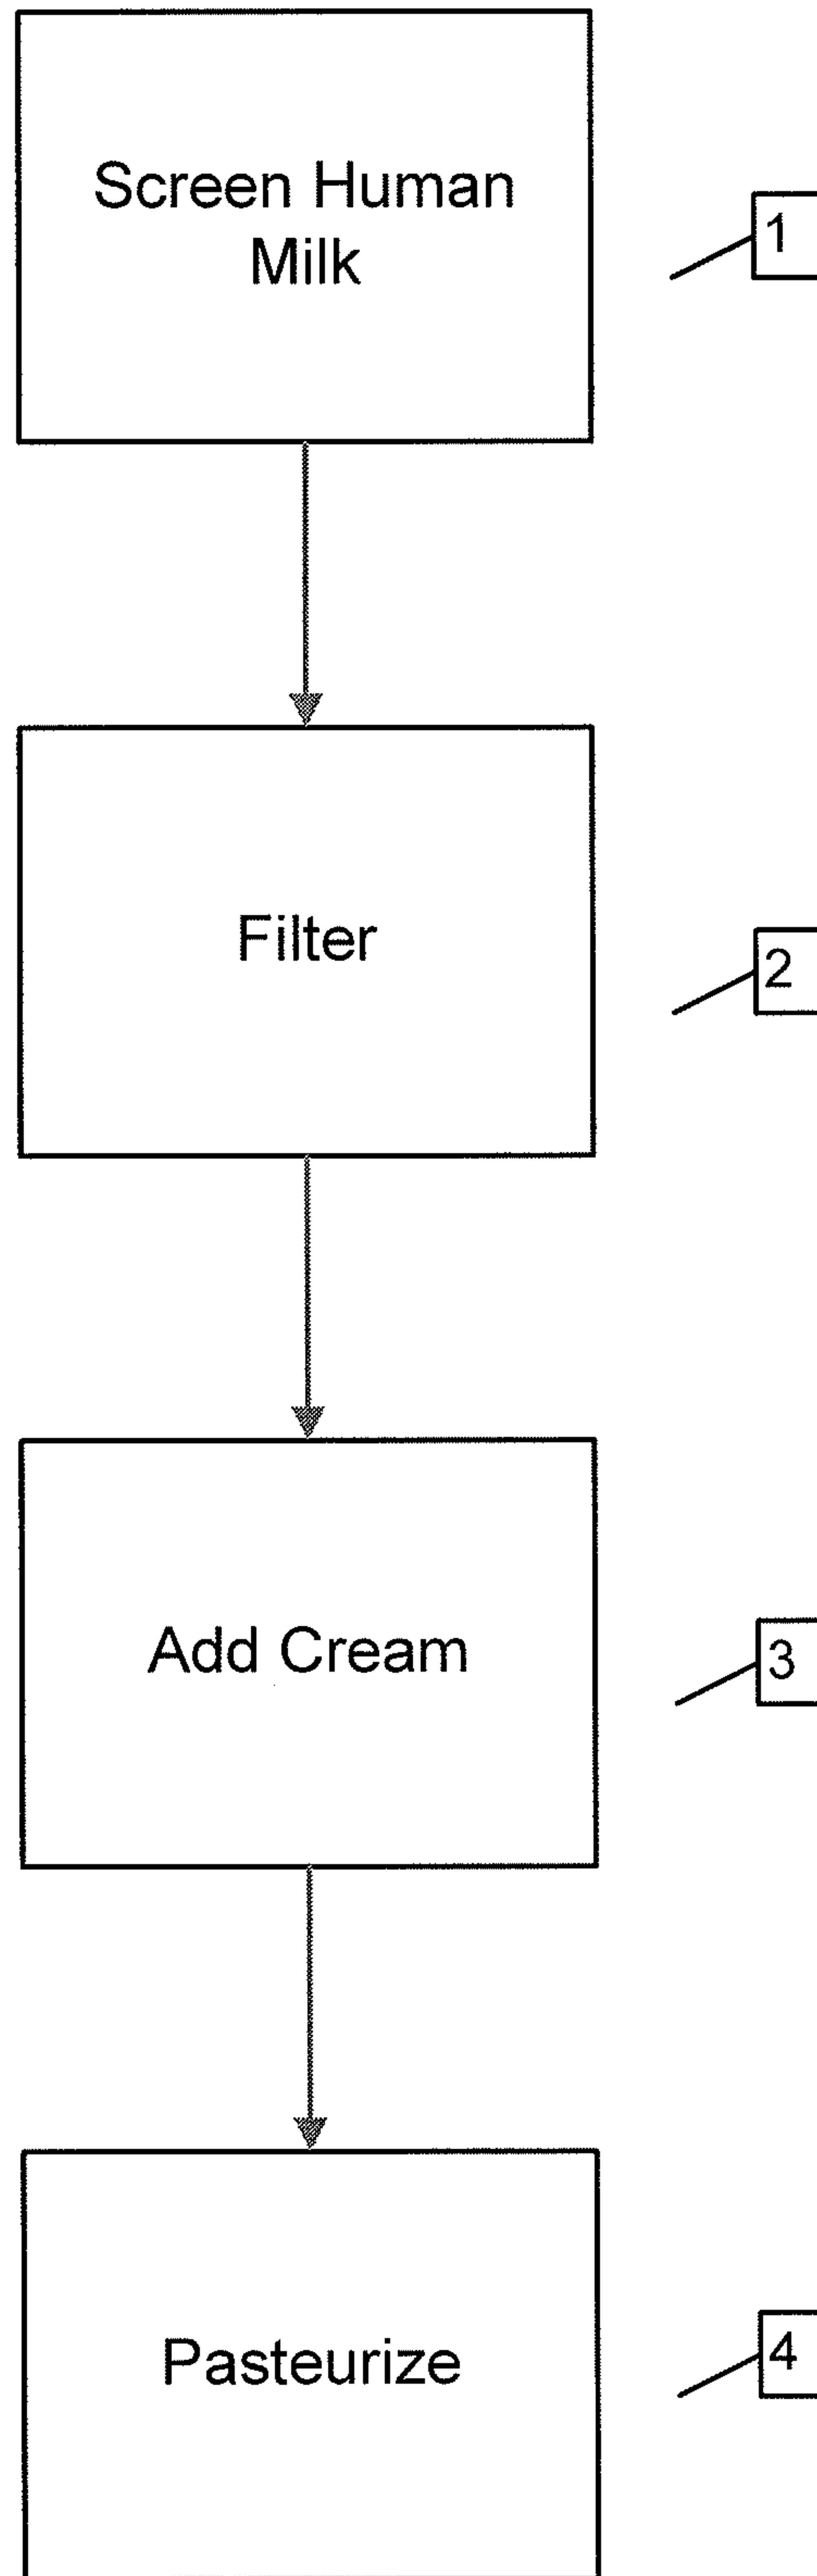 Screen Human
Milk
1
Filter
2
Add Cream
3
Pasteurize
4